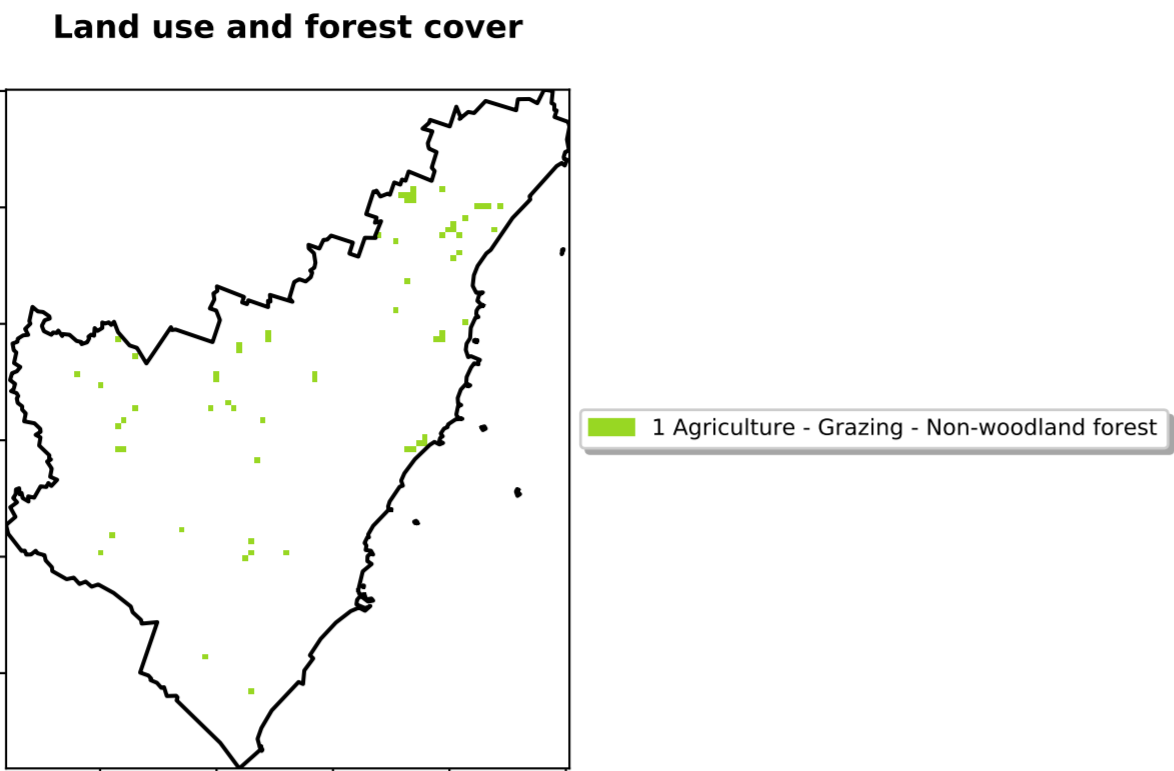 Land use and forest cover
1 Agriculture - Grazing - Non-woodland forest